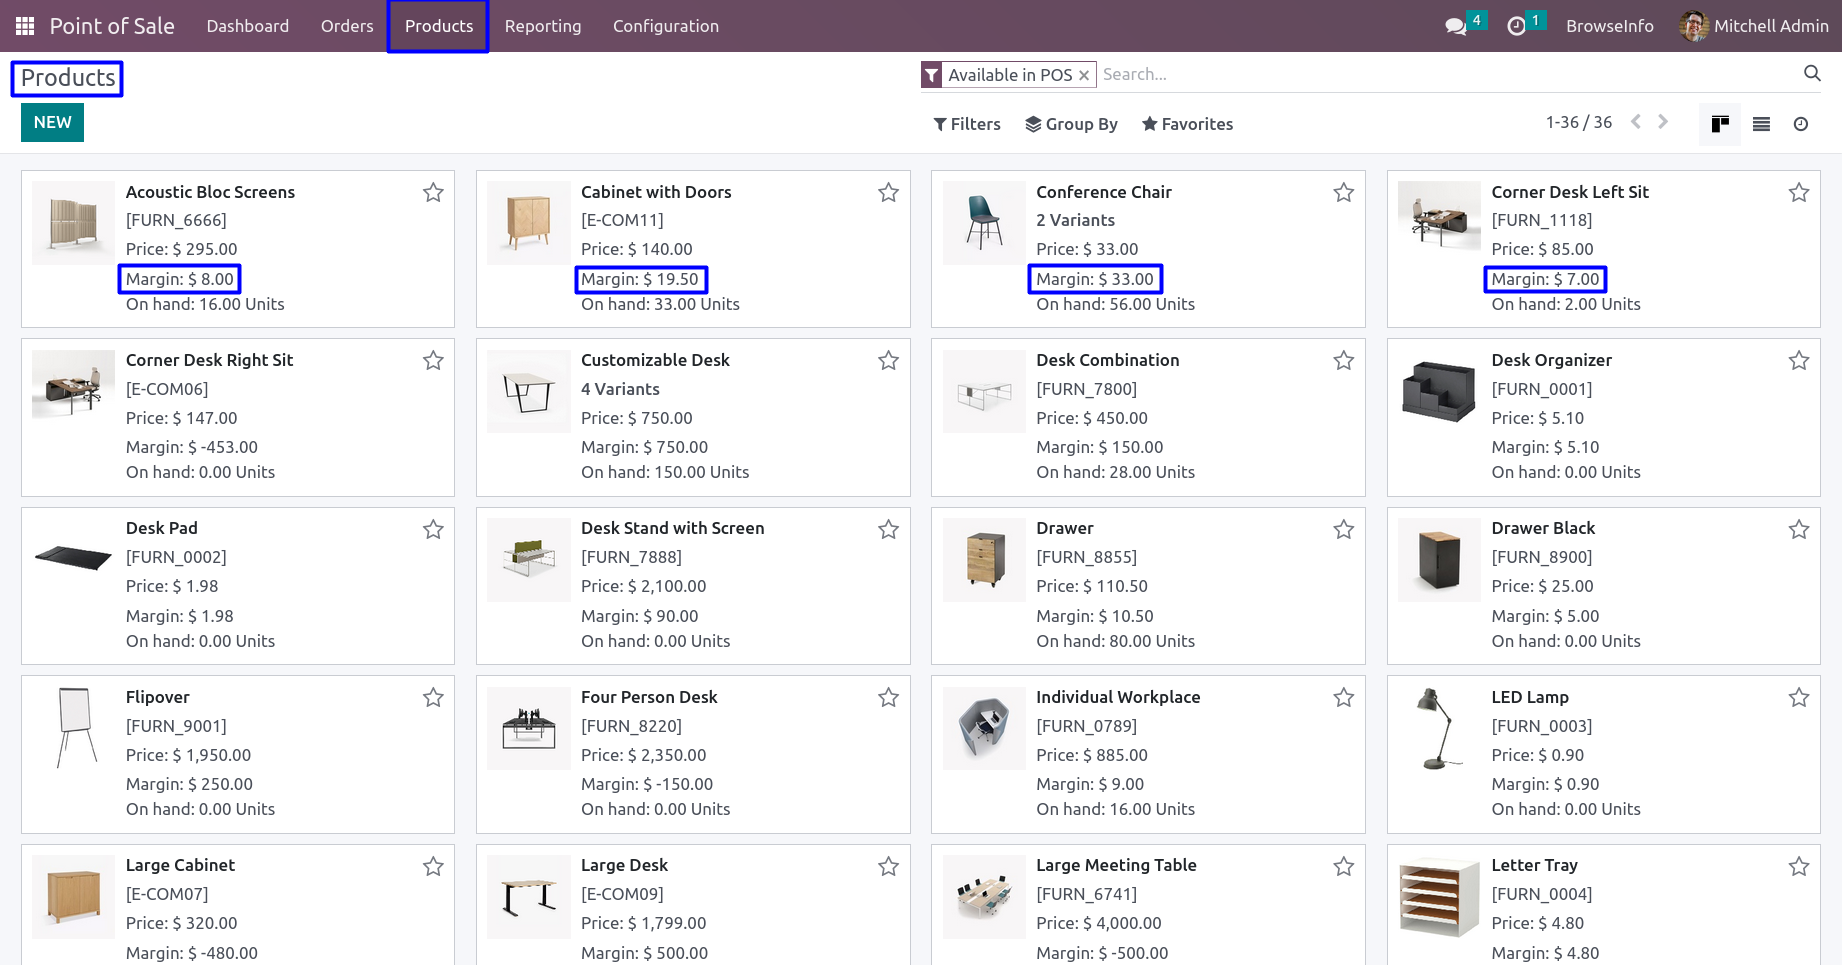 Point of Sale Dashboard Orders Products Reporting Configuration 4 1 BrowseInfo Mitchell Admin
Products
Available in POS × Search...
NEW
Filters Group By Favorites 1-36 / 36
Acoustic Bloc Screens
[FURN_6666]
Price: $ 295.00
Margin: $ 8.00
On hand: 16.00 Units
Cabinet with Doors
[E-COM11]
Price: $ 140.00
Margin: $ 19.50
On hand: 33.00 Units
Conference Chair
2 Variants
Price: $ 33.00
Margin: $ 33.00
On hand: 56.00 Units
Corner Desk Left Sit
[FURN_1118]
Price: $ 85.00
Margin: $ 7.00
On hand: 2.00 Units
Corner Desk Right Sit
[E-COM06]
Price: $ 147.00
Margin: $ -453.00
On hand: 0.00 Units
Customizable Desk
4 Variants
Price: $ 750.00
Margin: $ 750.00
On hand: 150.00 Units
Desk Combination
[FURN_7800]
Price: $ 450.00
Margin: $ 150.00
On hand: 28.00 Units
Desk Organizer
[FURN_0001]
Price: $ 5.10
Margin: $ 5.10
On hand: 0.00 Units
Desk Pad
[FURN_0002]
Price: $ 1.98
Margin: $ 1.98
On hand: 0.00 Units
Desk Stand with Screen
[FURN_7888]
Price: $ 2,100.00
Margin: $ 90.00
On hand: 0.00 Units
Drawer
[FURN_8855]
Price: $ 110.50
Margin: $ 10.50
On hand: 80.00 Units
Drawer Black
[FURN_8900]
Price: $ 25.00
Margin: $ 5.00
On hand: 0.00 Units
Flipover
[FURN_9001]
Price: $ 1,950.00
Margin: $ 250.00
On hand: 0.00 Units
Four Person Desk
[FURN_8220]
Price: $ 2,350.00
Margin: $ -150.00
On hand: 0.00 Units
Individual Workplace
[FURN_0789]
Price: $ 885.00
Margin: $ 9.00
On hand: 16.00 Units
LED Lamp
[FURN_0003]
Price: $ 0.90
Margin: $ 0.90
On hand: 0.00 Units
Large Cabinet
[E-COM07]
Price: $ 320.00
Margin: $ -480.00
Large Desk
[E-COM09]
Price: $ 1,799.00
Margin: $ 500.00
Large Meeting Table
[FURN_6741]
Price: $ 4,000.00
Margin: $ -500.00
Letter Tray
[FURN_0004]
Price: $ 4.80
Margin: $ 4.80